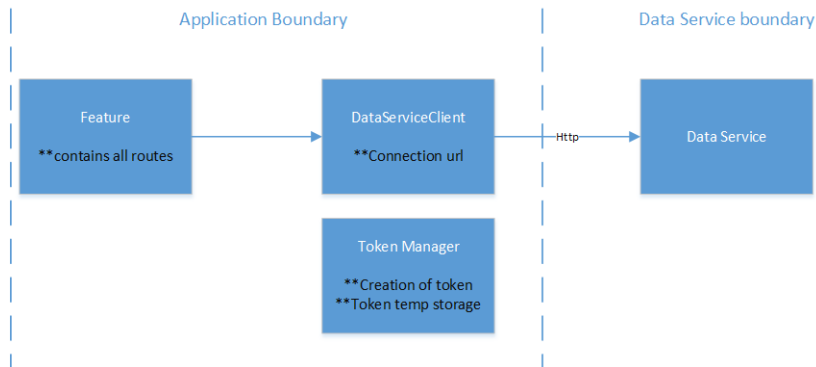 Application Boundary
Data Service boundary
Feature
**contains all routes
DataServiceClient
**Connection url
Http
Data Service
Token Manager
**Creation of token
**Token temp storage